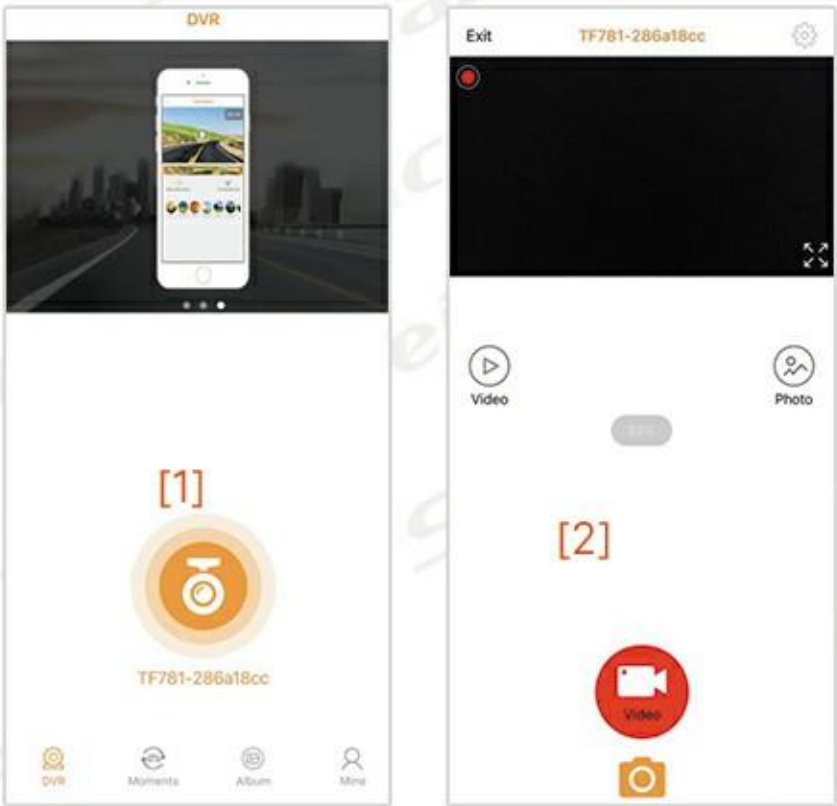 DVR
[1]
TF781-286a18cc
DVR
Moments
Album
Mine
Exit
TF781-286a18cc
Video
Photo
[2]
Video